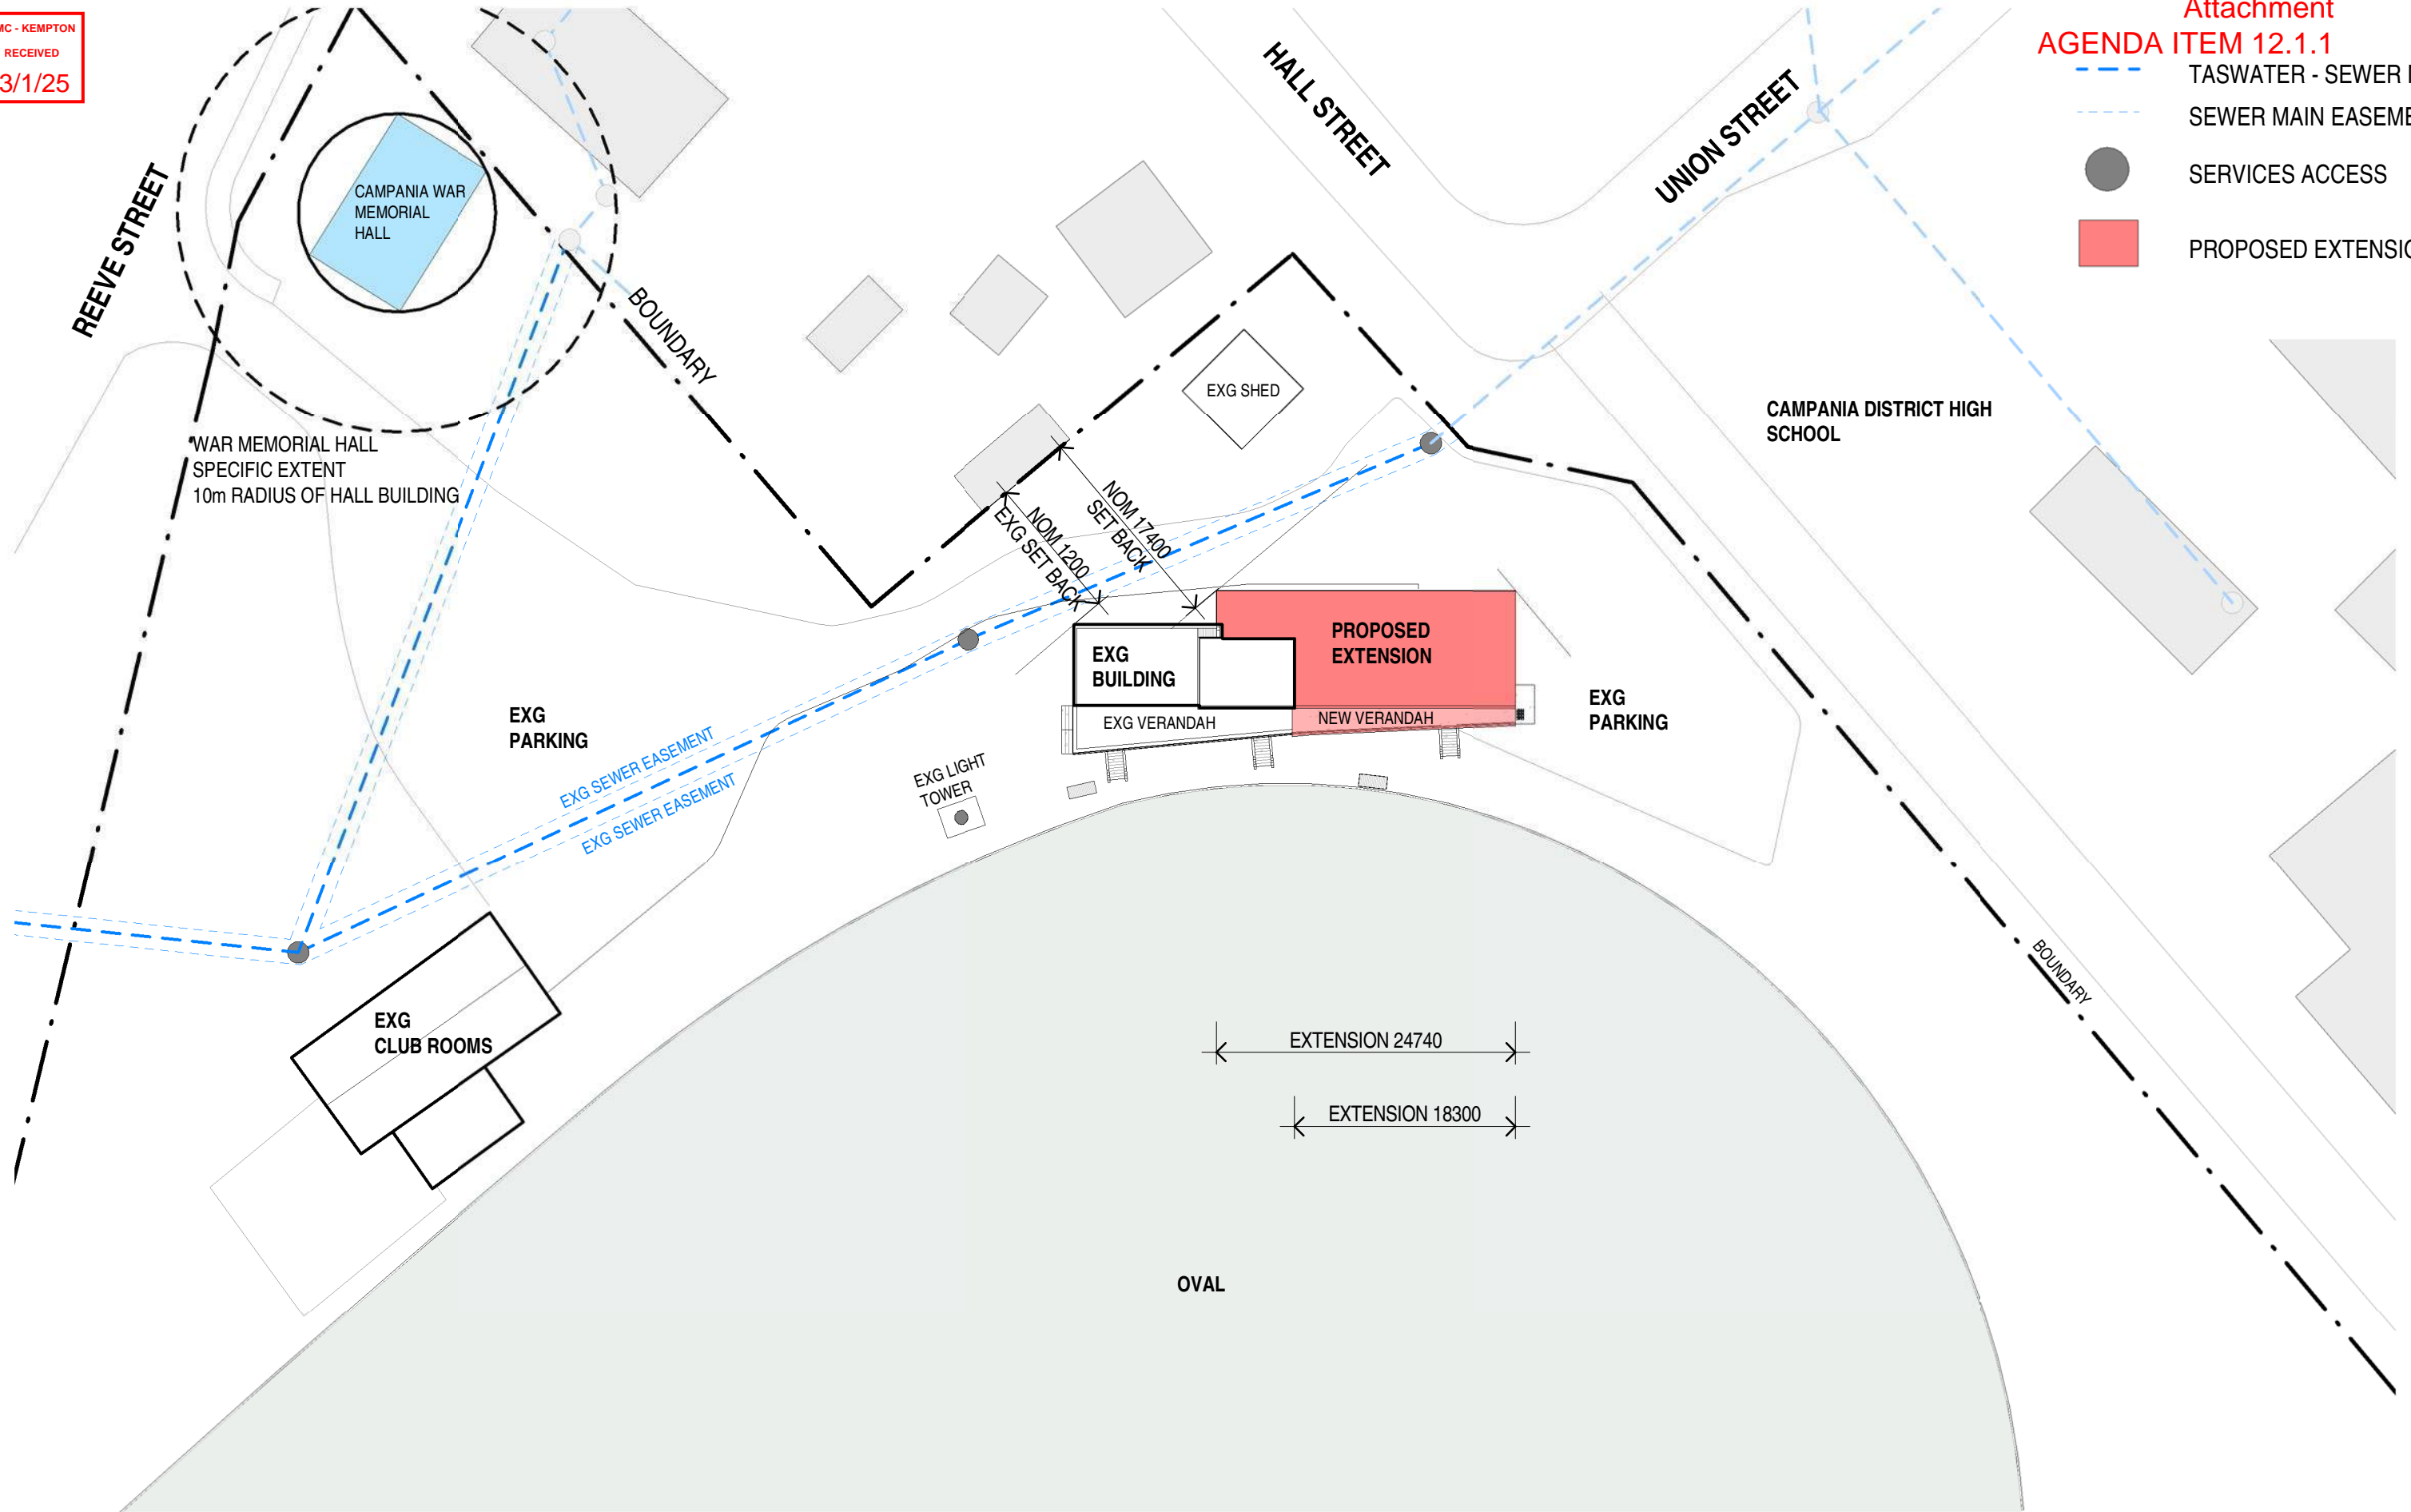 MC - KEMPTON
RECEIVED
3/1/25
Attachment
AGENDA ITEM 12.1.1
TASWATER - SEWER
SEWER MAIN
SERVICES ACCESS
PROPOSED
HALL STREET
UNION STREET
REEVE STREET
CAMPANIA WAR
MEMORIAL
HALL
BOUNDARY
WAR MEMORIAL HALL
SPECIFIC EXTENT
10m RADIUS OF HALL BUILDING
EXG SHED
CAMPANIA DISTRICT HIGH
SCHOOL
NOM 17400
SET BACK
NOM 1200
EXG SET BACK
PROPOSED
EXTENSION
EXG
BUILDING
EXG VERANDAH
NEW VERANDAH
EXG
PARKING
EXG
PARKING
EXG SEWER EASEMENT
EXG SEWER EASEMENT
EXG LIGHT
TOWER
BOUNDARY
EXG
CLUB ROOMS
EXTENSION 24740
EXTENSION 18300
OVAL